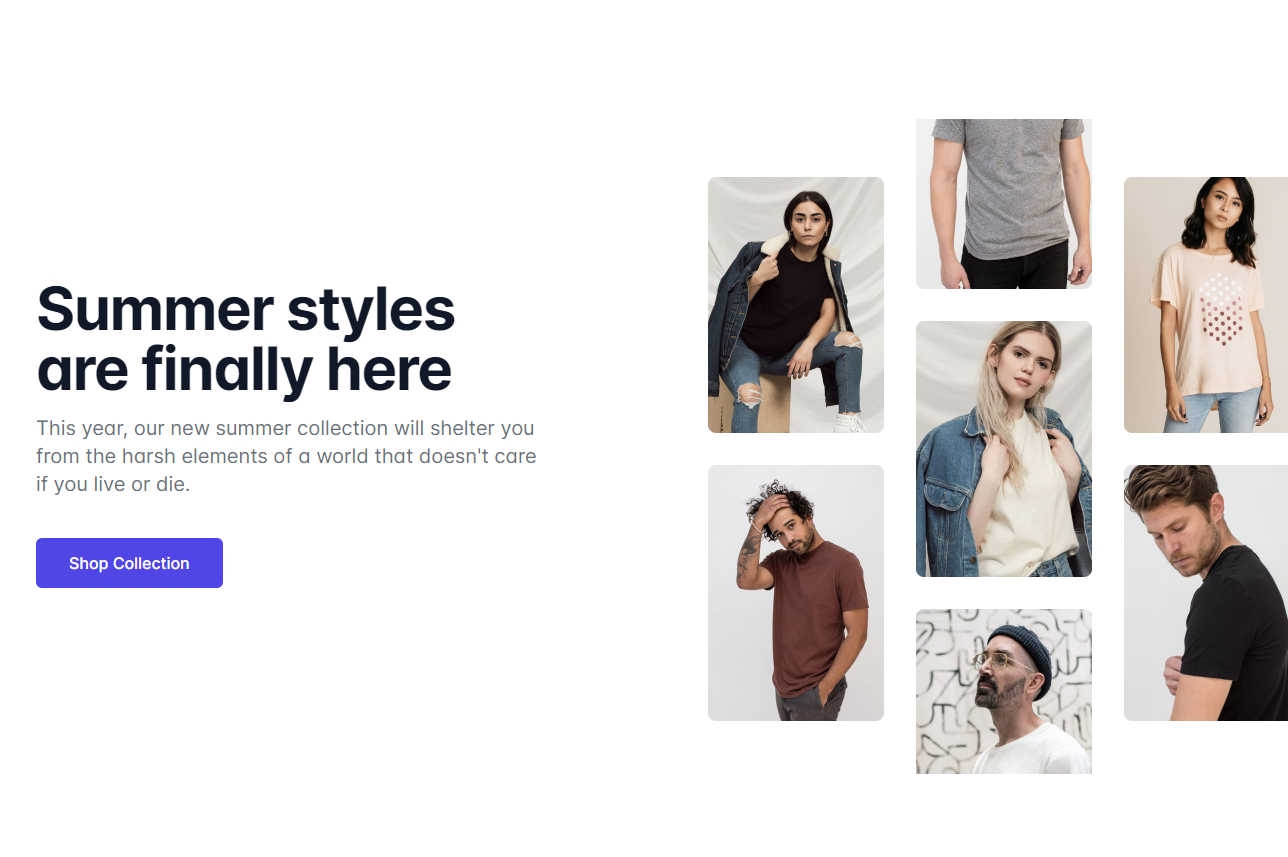 Summer styles
are finally here
This year, our new summer collection will shelter you
from the harsh elements of a world that doesn't care
if you live or die.
Shop Collection